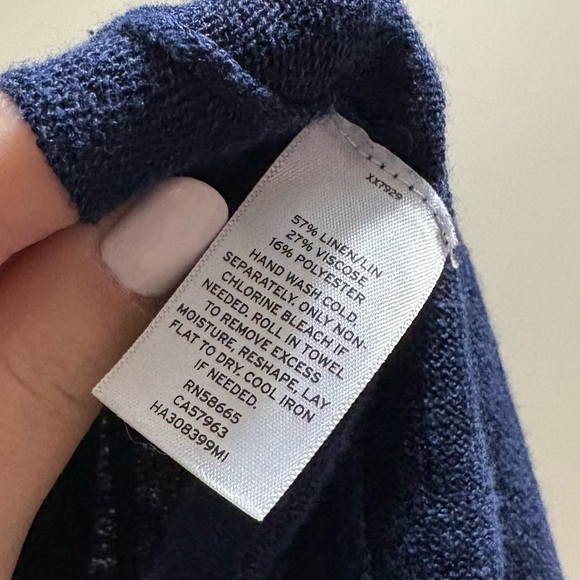 XX7929
57% LINEN/LIN
27% VISCOSE
16% POLYESTER
HAND WASH COLD,
SEPARATELY. ONLY NON-
CHLORINE BLEACH IF
NEEDED. ROLL IN TOWEL
TO REMOVE EXCESS
MOISTURE, RESHAPE, LAY
FLAT TO DRY. COOL IRON
IF NEEDED.
RN58665
CA57963
HA308399MI